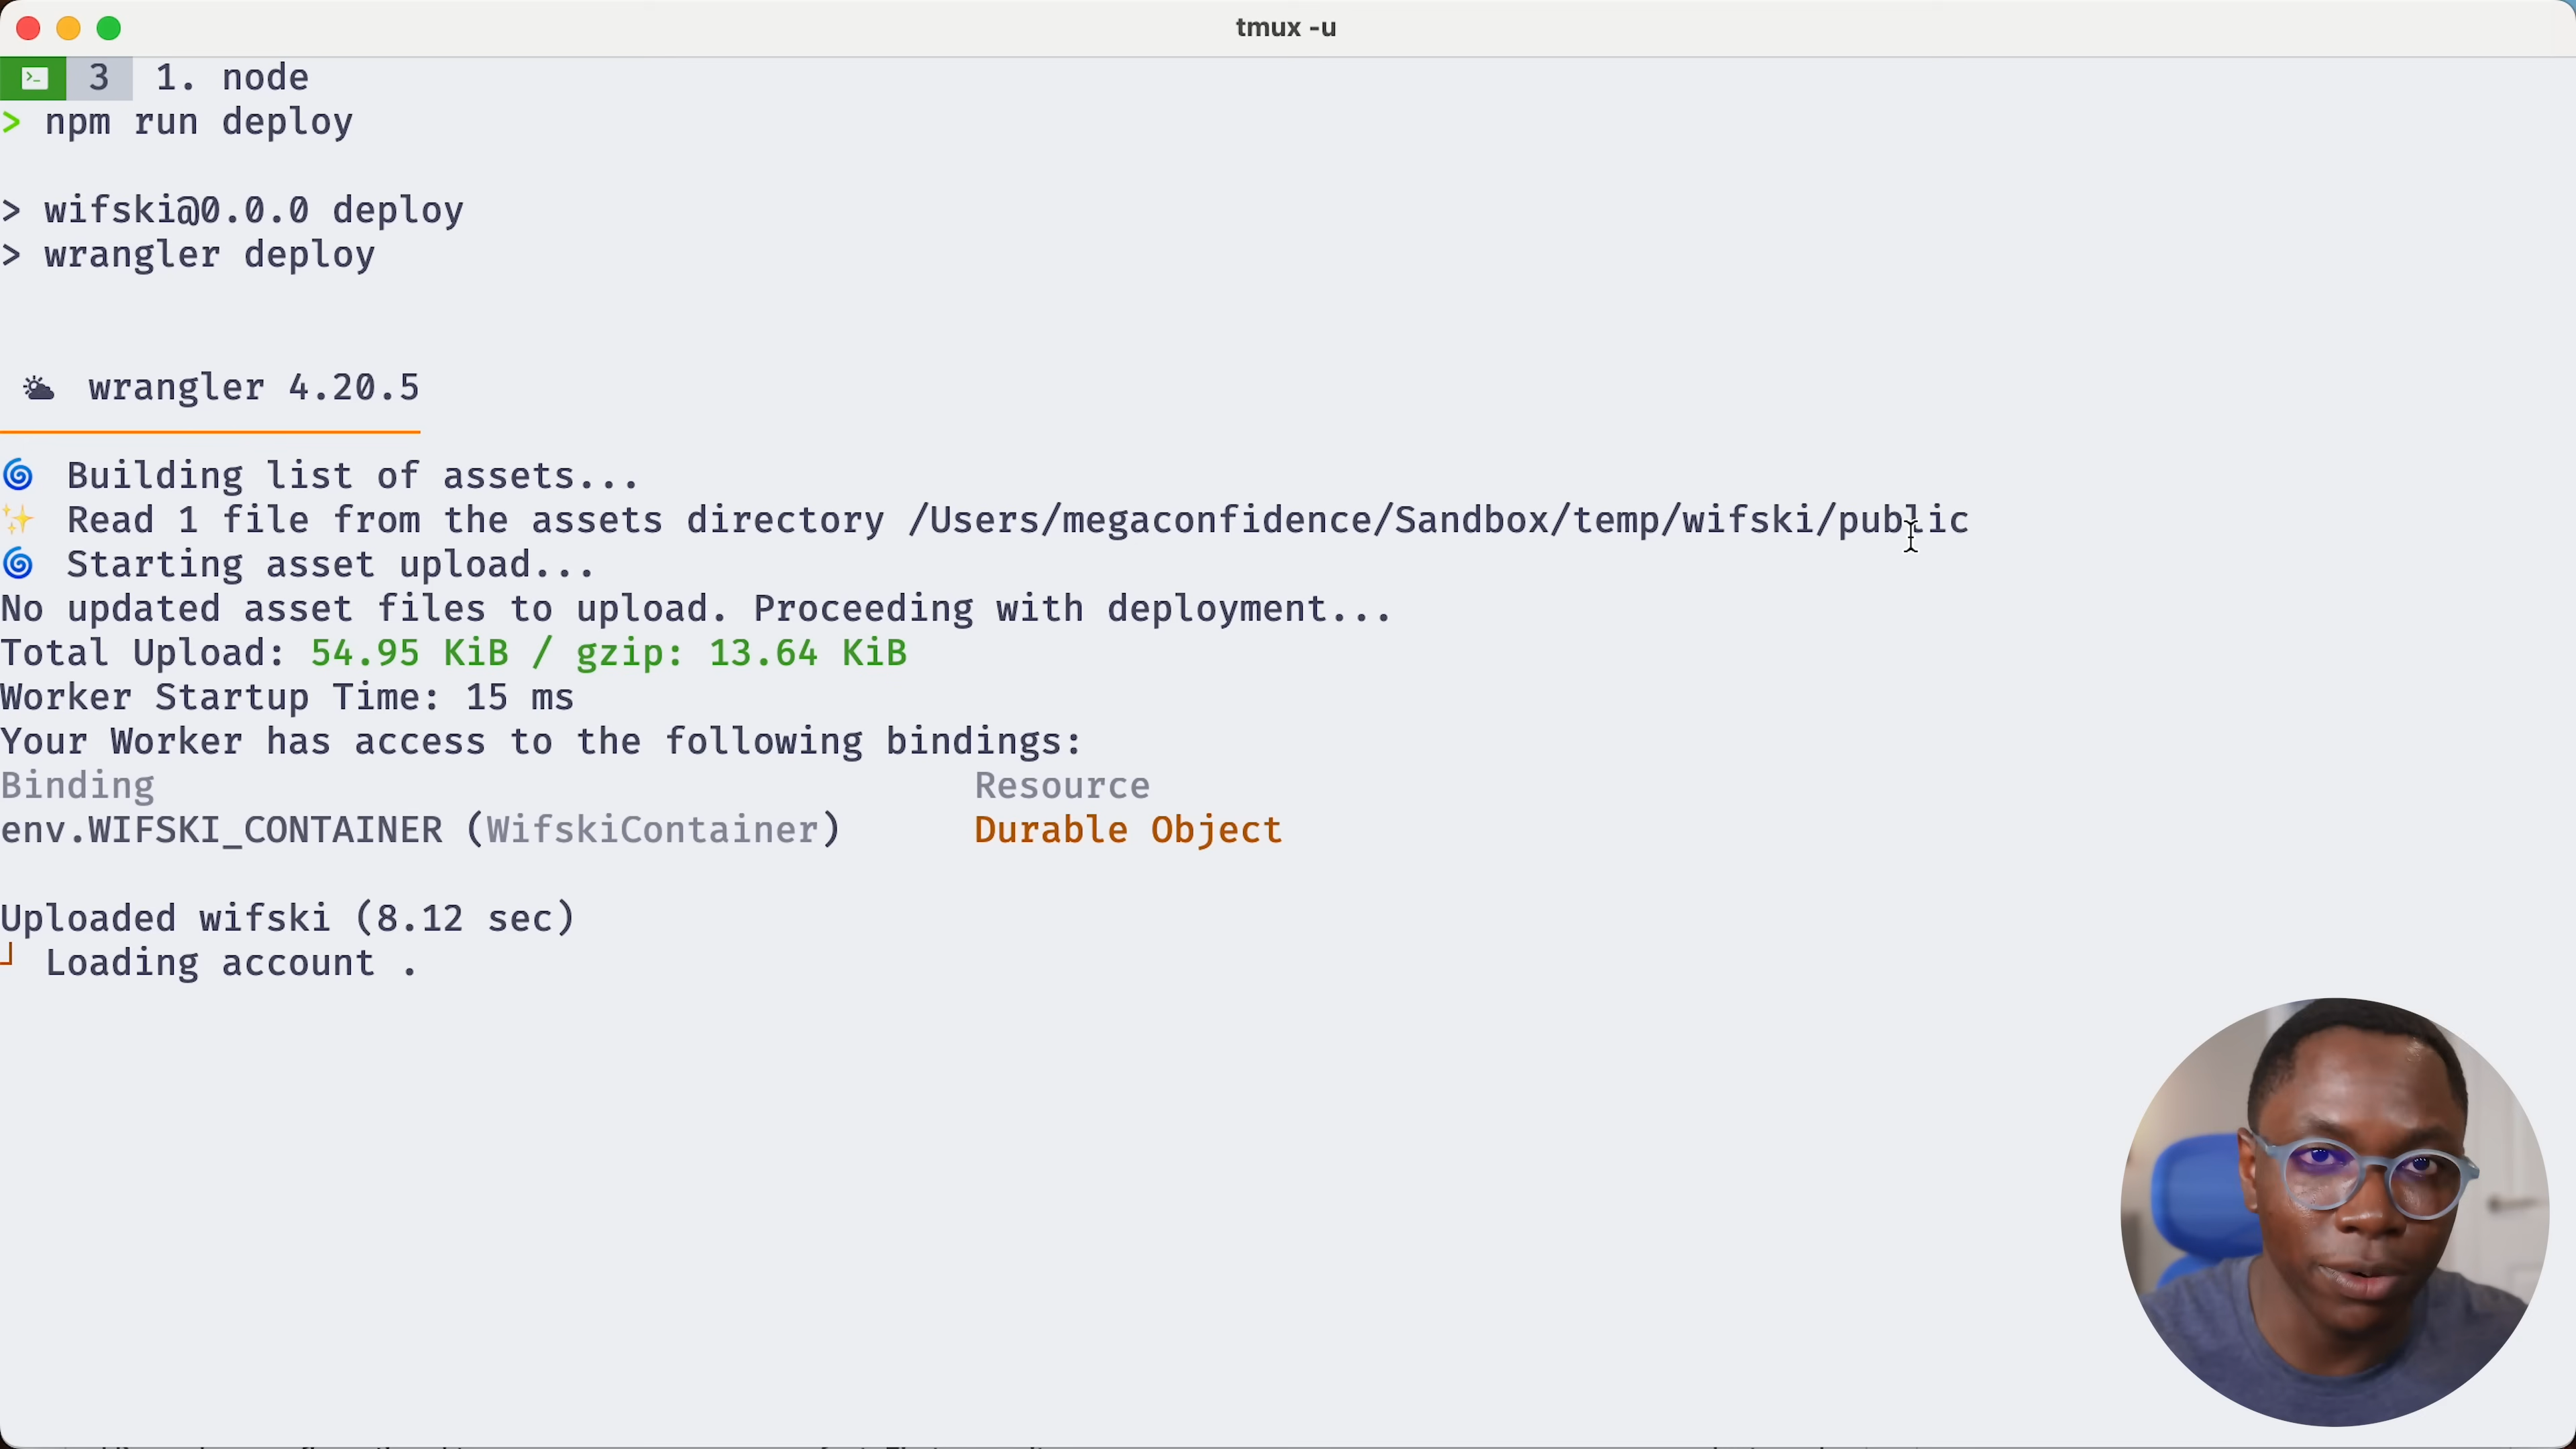 tmux -u
3 1. node
> npm run deploy
> wifski@0.0.0 deploy
> wrangler deploy
wrangler 4.20.5
Building list of assets...
Read 1 file from the assets directory /Users/megaconfidence/Sandbox/temp/wifski/public
Starting asset upload...
No updated asset files to upload. Proceeding with deployment...
Total Upload: 54.95 KiB / gzip: 13.64 KiB
Worker Startup Time: 15 ms
Your Worker has access to the following bindings:
Binding Resource
env.WIFSKI_CONTAINER (WifskiContainer) Durable Object
Uploaded wifski (8.12 sec)
Loading account .